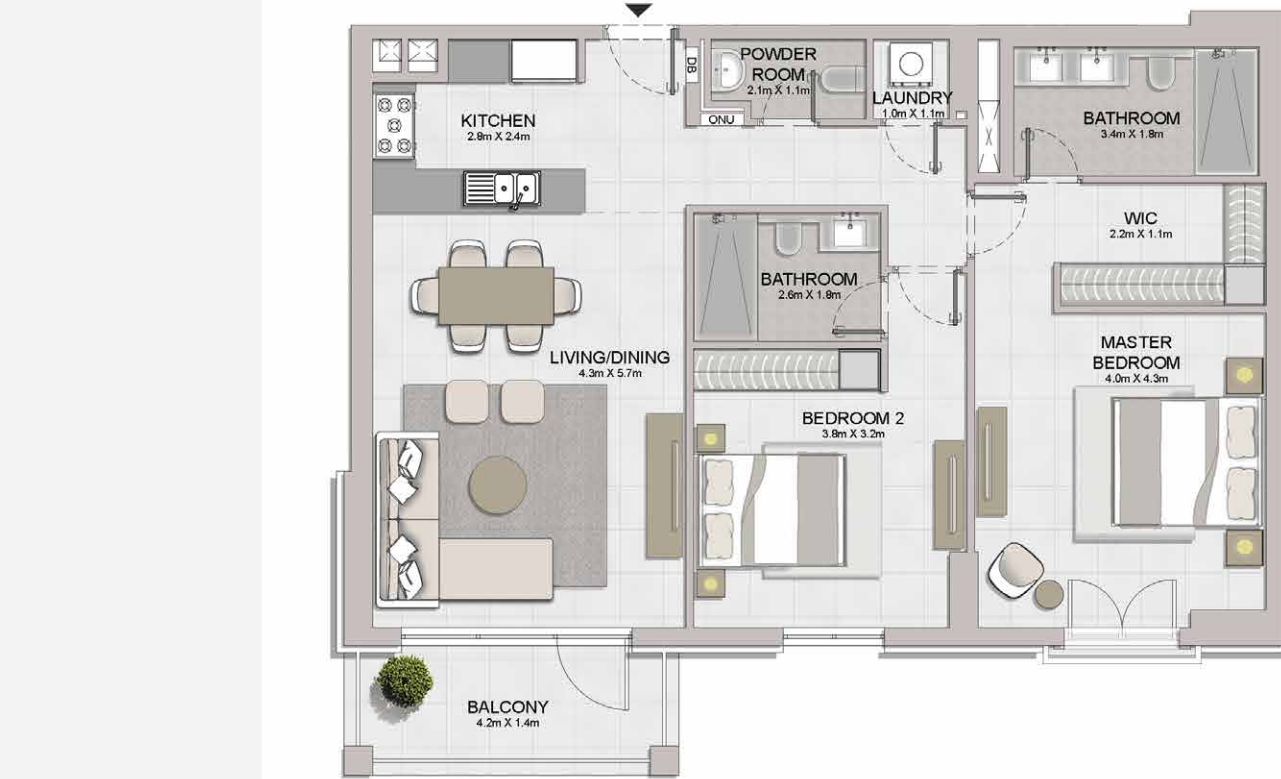 POWDER
ROOM
2.1m X 1.1m
DB
ONU
LAUNDRY
1.0m X 1.1m
KITCHEN
2.8m X 2.4m
BATHROOM
3.4m X 1.8m
WIC
2.2m X 1.1m
BATHROOM
2.6m X 1.8m
LIVING/DINING
4.3m X 5.7m
MASTER
BEDROOM
4.0m X 4.3m
BEDROOM 2
3.8m X 3.2m
BALCONY
4.2m X 1.4m